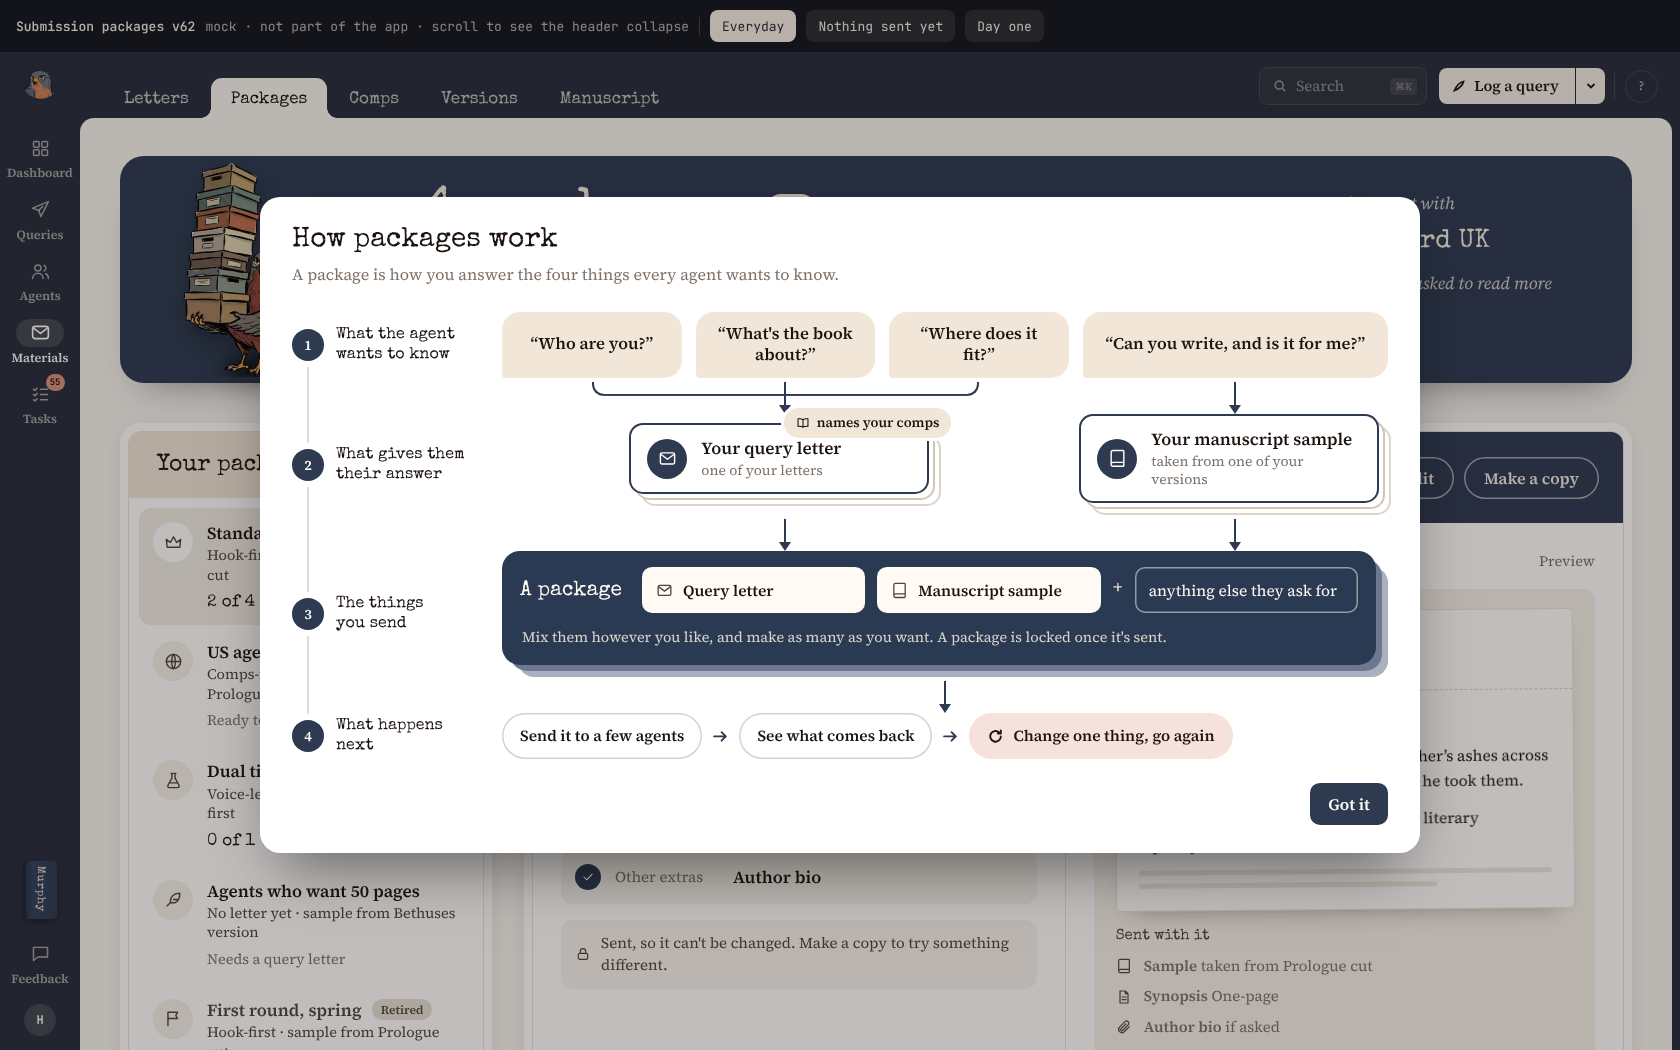 Submission packages v62 mock · not part of the app · scroll to see the header collapse Everyday Nothing sent yet Day one
Letters Packages Comps Versions Manuscript
Search ⌘K Log a query ?
Dashboard
Queries
Agents
Materials
55
Tasks
Murphy
Feedback
H
with
rd UK
asked to read more
Your pac
Standa
Hook-fi
cut
2 of 4
US age
Comps-
Prologu
Ready t
Dual ti
Voice-le
first
0 of 1
Agents who want 50 pages
No letter yet · sample from Bethuses
version
Needs a query letter
First round, spring Retired
Hook-first · sample from Prologue
How packages work
A package is how you answer the four things every agent wants to know.
1
What the agent
wants to know
“Who are you?”
“What's the book
about?”
“Where does it
fit?”
“Can you write, and is it for me?”
2
What gives them
their answer
names your comps
Your query letter
one of your letters
Your manuscript sample
taken from one of your
versions
3
The things
you send
A package
Query letter
Manuscript sample
+
anything else they ask for
Mix them however you like, and make as many as you want. A package is locked once it's sent.
4
What happens
next
Send it to a few agents
See what comes back
Change one thing, go again
Got it
dit
Make a copy
Preview
her’s ashes across
he took them.
literary
Other extras Author bio
Sent, so it can't be changed. Make a copy to try something
different.
Sent with it
Sample taken from Prologue cut
Synopsis One-page
Author bio if asked